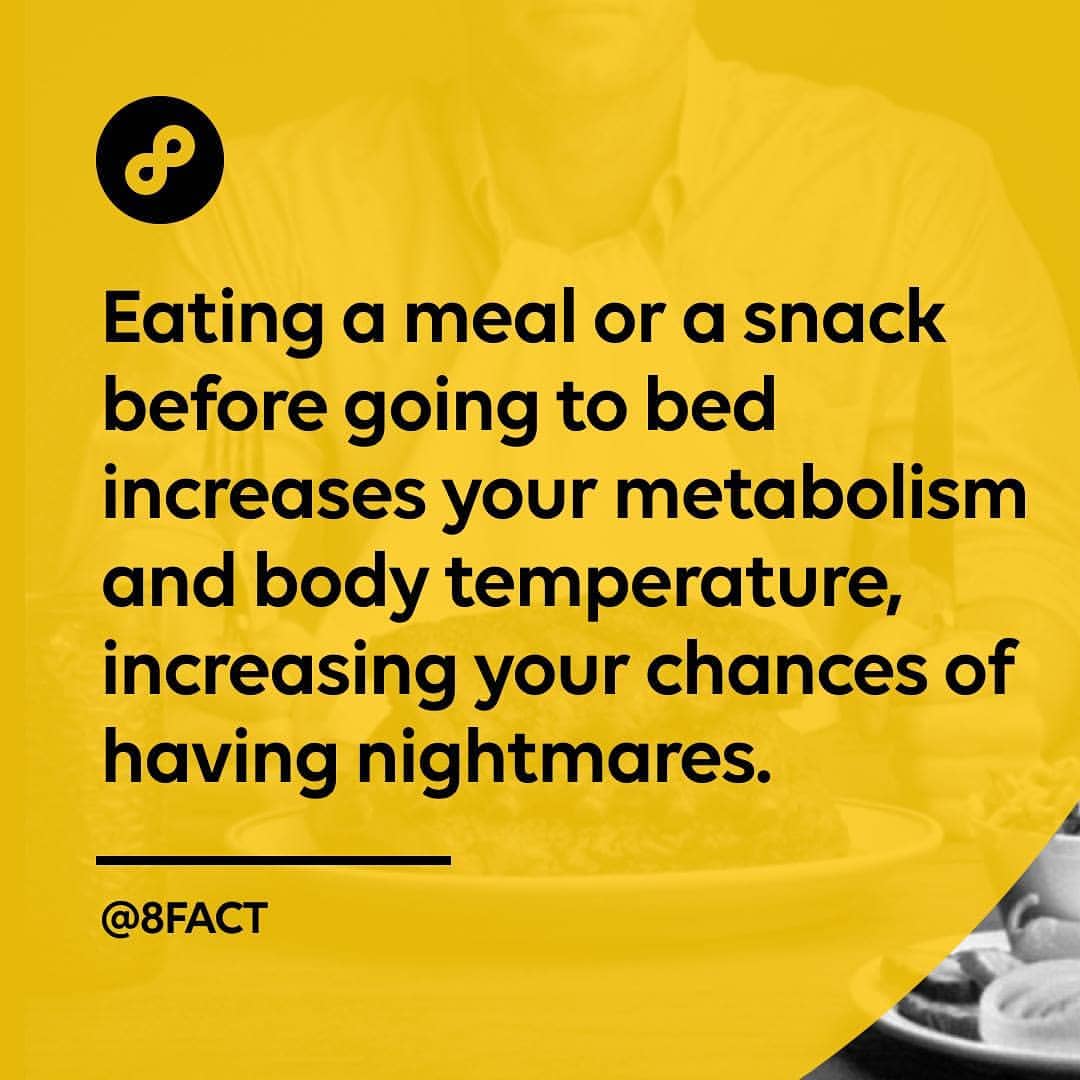 Eating a meal or a snack
before going to bed
increases your metabolism
and body temperature,
increasing your chances of
having nightmares.
@8FACT